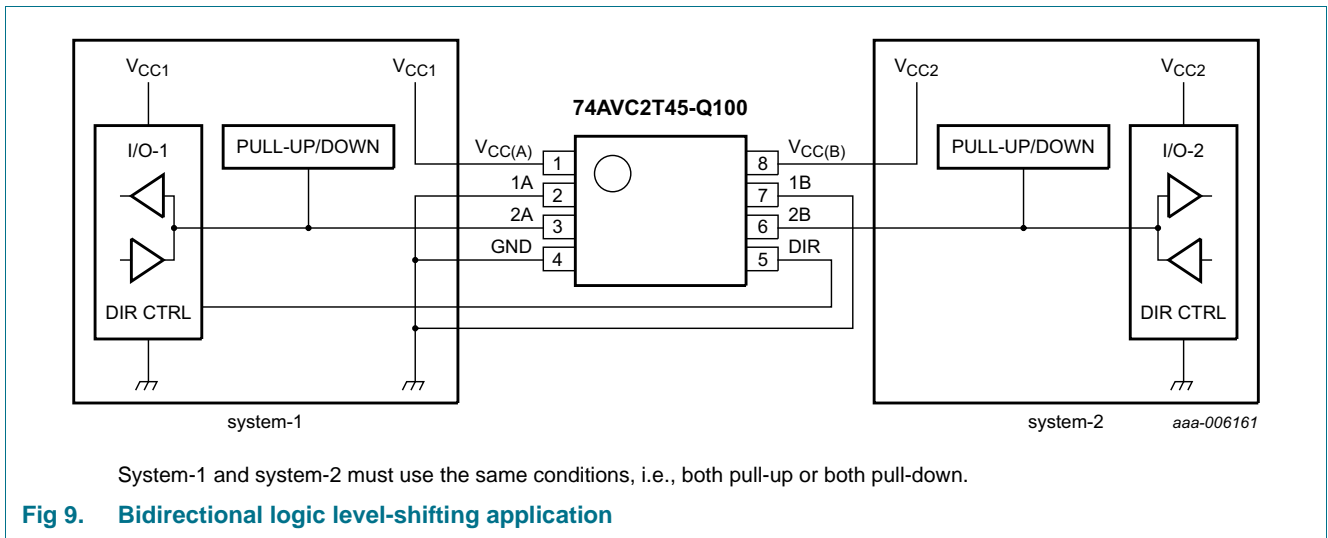 VCC1
VCC1
VCC2
VCC2
74AVC2T45-Q100
I/O-1
PULL-UP/DOWN
VCC(A)
1
8
VCC(B)
PULL-UP/DOWN
I/O-2
1A
2
7
1B
2A
3
6
2B
GND
4
5
DIR
DIR CTRL
DIR CTRL
system-1
system-2
aaa-006161
System-1 and system-2 must use the same conditions, i.e., both pull-up or both pull-down.
Fig 9. Bidirectional logic level-shifting application